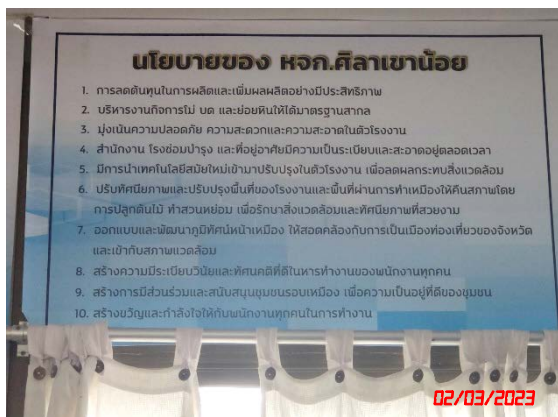 นโยบายของ หจก.ศิลาเขาน้อย
1. การลดต้นทุนในการผลิตและเพิ่มผลผลิตอย่างมีประสิทธิภาพ
2. บริหารงานกิจการโม่ บด และย่อยหินให้ได้มาตรฐานสากล
3. มุ่งเน้นความปลอดภัย ความสะดวกและความสะอาดในตัวโรงงาน
4. สำนักงาน โรงซ่อมบำรุง และที่อยู่อาศัยมีความเป็นระเบียบและสะอาดอยู่ตลอดเวลา
5. มีการนำเทคโนโลยีสมัยใหม่เข้ามาปรับปรุงในตัวโรงงาน เพื่อลดผลกระทบสิ่งแวดล้อม
6. ปรับทัศนียภาพและปรับปรุงพื้นที่ของโรงงานและพื้นที่ผ่านการทำเหมืองให้คืนสภาพโดย
การปลูกต้นไม้ ทำสวนหย่อม เพื่อรักษาสิ่งแวดล้อมและทัศนียภาพที่สวยงาม
7. ออกแบบและพัฒนาภูมิทัศน์หน้าเหมือง ให้สอดคล้องกับการเป็นเมืองท่องเที่ยวของจังหวัด
และเข้ากับสภาพแวดล้อม
8. สร้างความมีระเบียบวินัยและทัศนคติที่ดีในหารทำงานของพนักงานทุกคน
9. สร้างการมีส่วนร่วมและสนับสนุนชุมชนรอบเหมือง เพื่อความเป็นอยู่ที่ดีของชุมชน
10. สร้างขวัญและกำลังใจให้กับพนักงานทุกคนในการทำงาน
02/03/2023